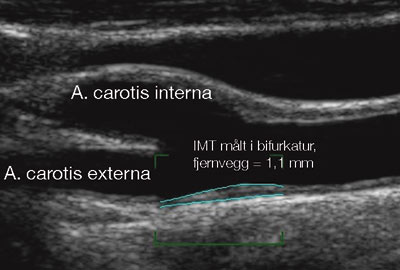 A. carotis interna
IMT målt i bifurkatur,
fjernvegg = 1,1 mm
A. carotis externa